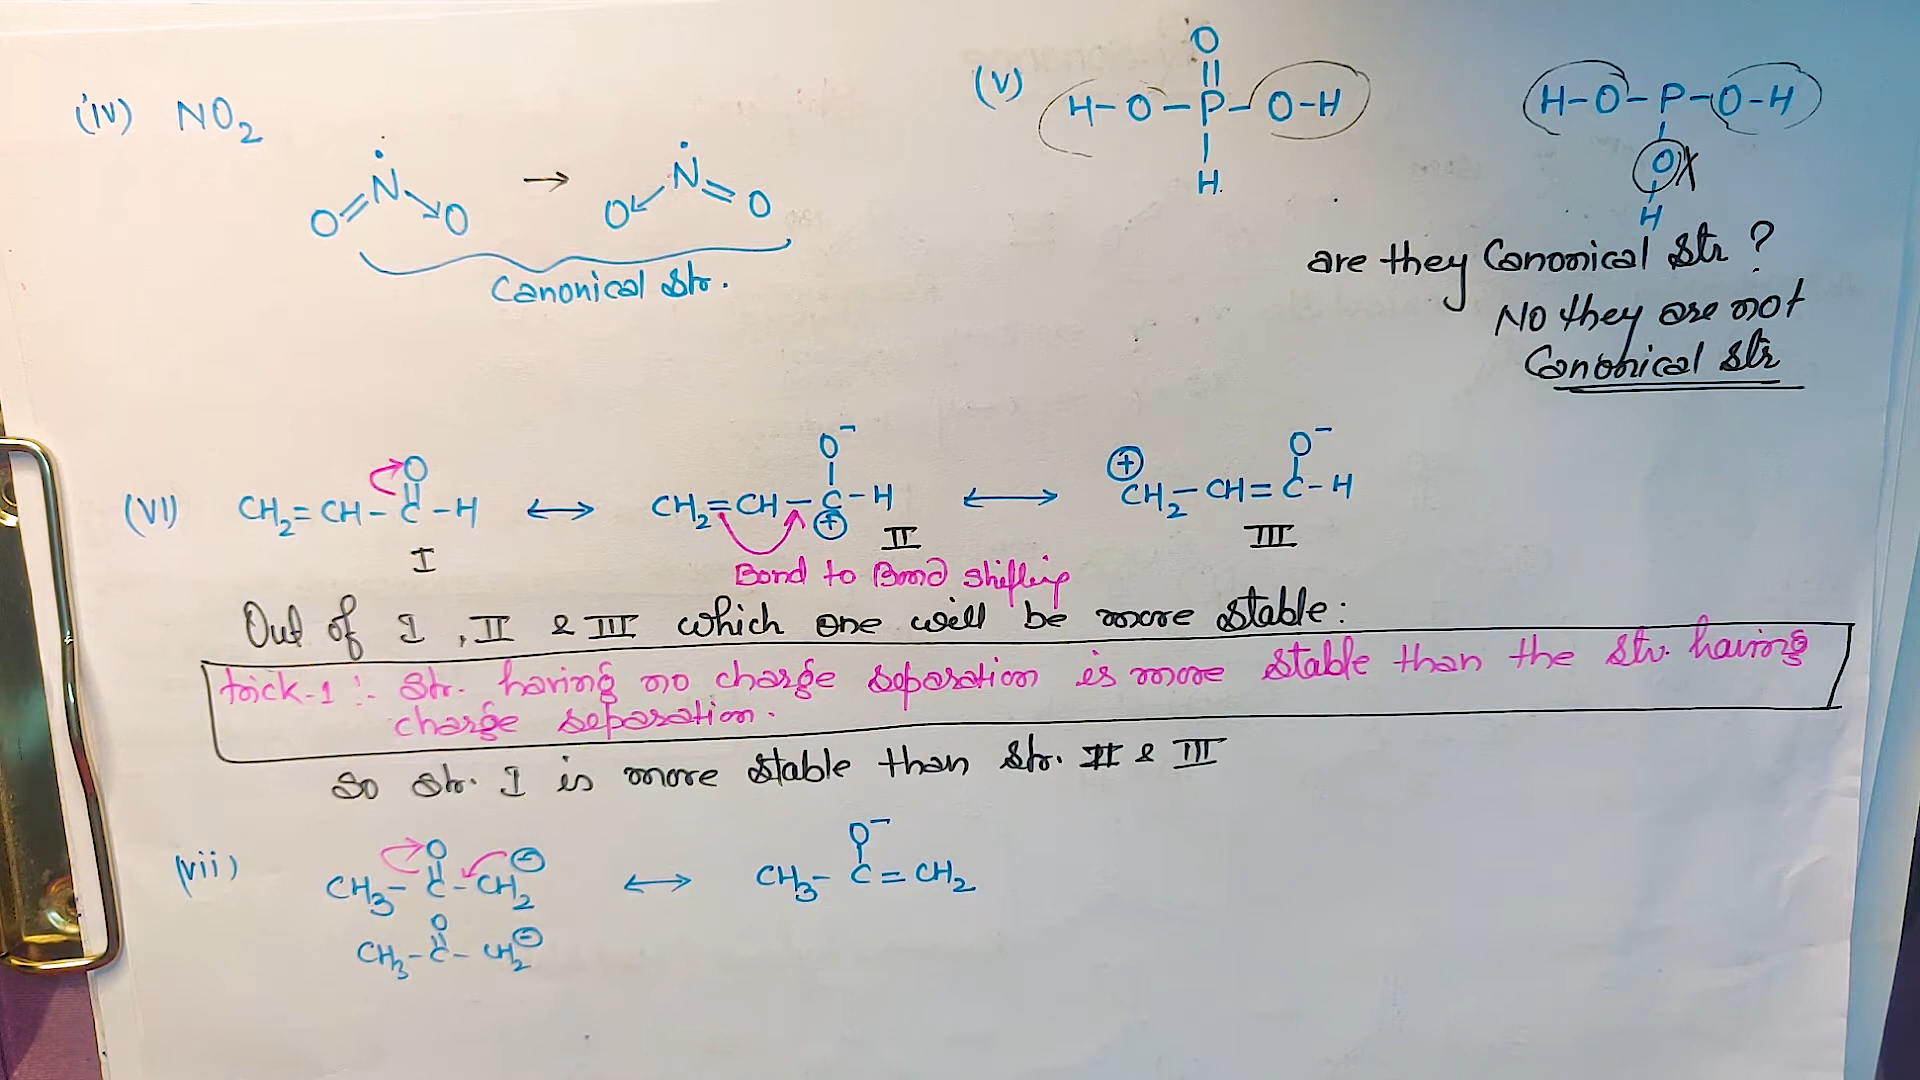 (iv) NO2
O=N→O → O←N=O
Canonical Str.
(V) H-O-P-O-H
O
H
H-O-P-O-H
O X
H
are they Canonical Str ?
No they are not
Canonical Str
(VI) CH2=CH-C-H ↔ CH2=CH-C-H ↔ CH2-CH=C-H
O O- O-
⊕ ⊕
I II III
Bond to Bond shifting
Out of I, II & III which one will be more stable:
trick-1 :- Str. having no charge separation is more stable than the Str. having
charge separation.
So Str. I is more stable than Str. II & III
(vii) CH3-C-CH2 ↔ CH3-C=CH2
O ⊖ O-
CH3-C-CH2
O ⊖